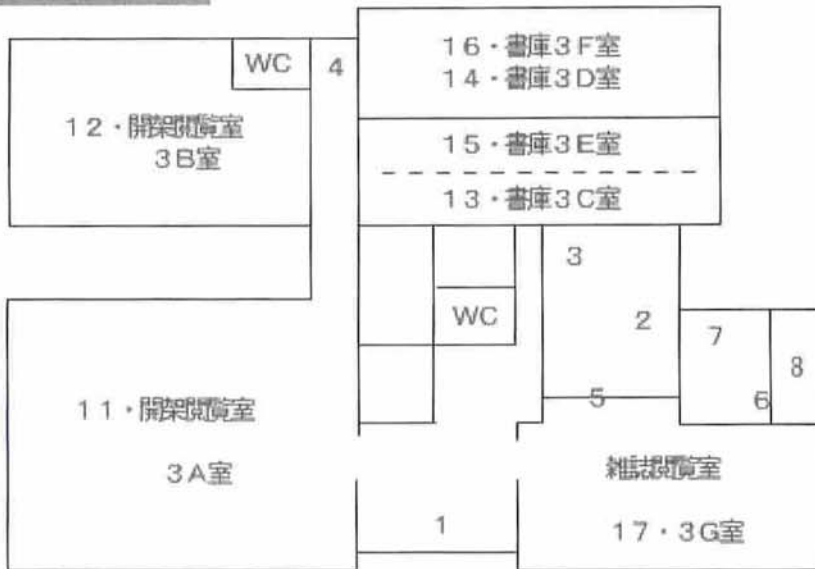 WC
4
16・書庫3F室
14・書庫3D室
12・開架閲覧室
3B室
15・書庫3E室
13・書庫3C室
3
WC
2
7
8
5
6
11・開架閲覧室
3A室
雑誌閲覧室
1
17・3G室